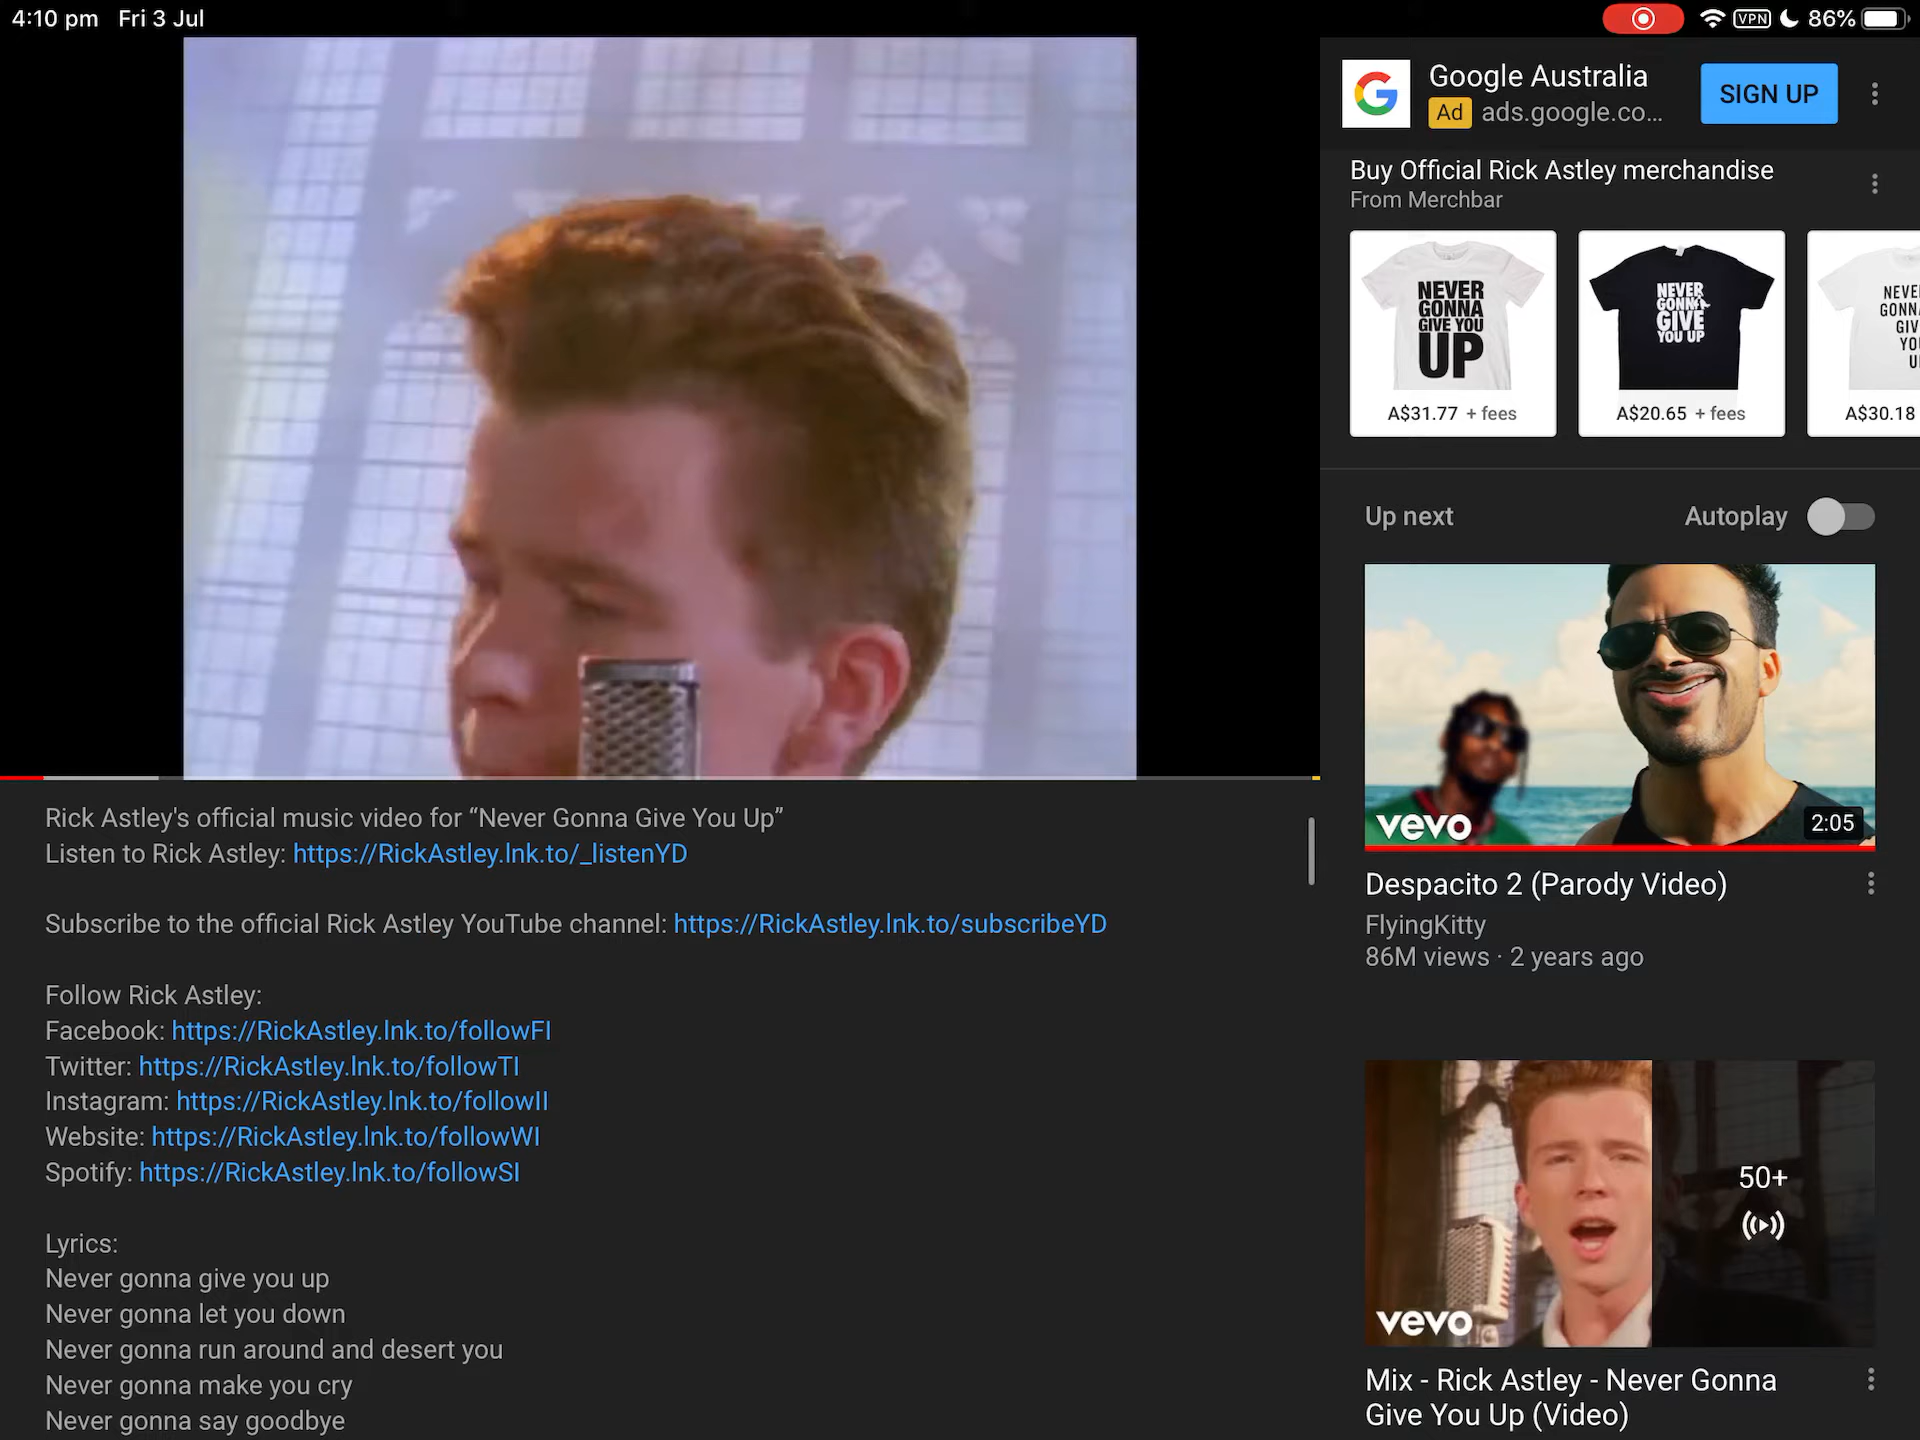 4:10 pm Fri 3 Jul
VPN 86%
Google Australia
Ad ads.google.co...
SIGN UP
Buy Official Rick Astley merchandise
From Merchbar
NEVER
GONNA
GIVE YOU
UP
A$31.77 + fees
NEVER
GONNA
GIVE
YOU UP
A$20.65 + fees
NEVE
GONN
GIV
YO
U
A$30.18
Up next
Autoplay
vevo
2:05
Despacito 2 (Parody Video)
FlyingKitty
86M views · 2 years ago
50+
vevo
Mix - Rick Astley - Never Gonna
Give You Up (Video)
Rick Astley's official music video for “Never Gonna Give You Up”
Listen to Rick Astley: https://RickAstley.lnk.to/_listenYD
Subscribe to the official Rick Astley YouTube channel: https://RickAstley.lnk.to/subscribeYD
Follow Rick Astley:
Facebook: https://RickAstley.lnk.to/followFI
Twitter: https://RickAstley.lnk.to/followTI
Instagram: https://RickAstley.lnk.to/followII
Website: https://RickAstley.lnk.to/followWI
Spotify: https://RickAstley.lnk.to/followSI
Lyrics:
Never gonna give you up
Never gonna let you down
Never gonna run around and desert you
Never gonna make you cry
Never gonna say goodbye